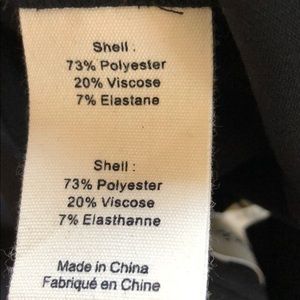 Shell :
73% Polyester
20% Viscose
7% Elastane
Shell :
73% Polyester
20% Viscose
7% Elasthanne
Made in China
Fabriqué en Chine